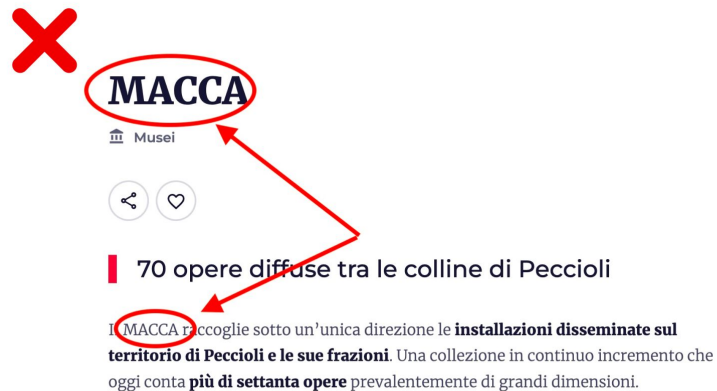 MACCA
Musei
70 opere diffuse tra le colline di Peccioli
Il MACCA raccoglie sotto un’unica direzione le installazioni disseminate sul
territorio di Peccioli e le sue frazioni. Una collezione in continuo incremento che
oggi conta più di settanta opere prevalentemente di grandi dimensioni.